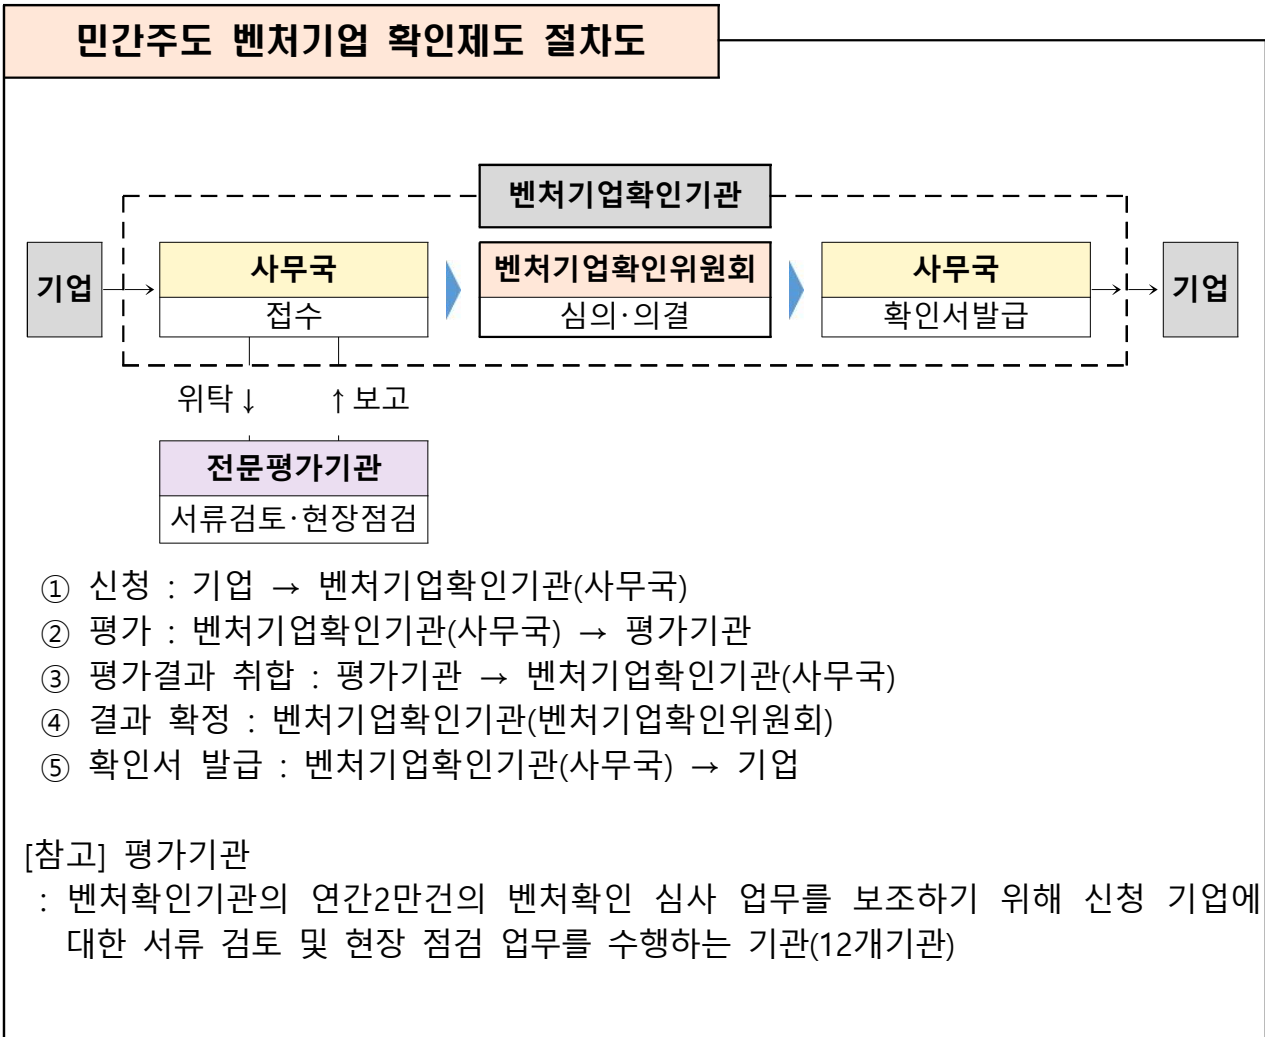 민간주도 벤처기업 확인제도 절차도
벤처기업확인기관
기업
사무국
접수
벤처기업확인위원회
심의·의결
사무국
확인서발급
기업
위탁↓ ↑보고
전문평가기관
서류검토·현장점검
① 신청 : 기업 → 벤처기업확인기관(사무국)
② 평가 : 벤처기업확인기관(사무국) → 평가기관
③ 평가결과 취합 : 평가기관 → 벤처기업확인기관(사무국)
④ 결과 확정 : 벤처기업확인기관(벤처기업확인위원회)
⑤ 확인서 발급 : 벤처기업확인기관(사무국) → 기업
[참고] 평가기관
: 벤처확인기관의 연간2만건의 벤처확인 심사 업무를 보조하기 위해 신청 기업에
대한 서류 검토 및 현장 점검 업무를 수행하는 기관(12개기관)